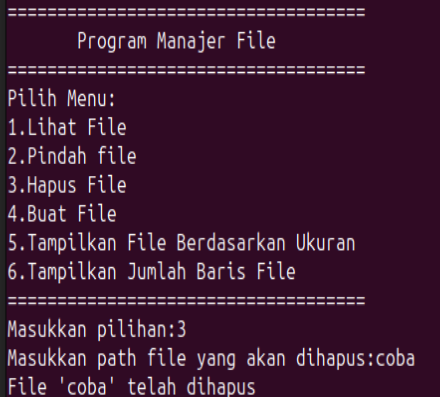 ====================================
Program Manajer File
====================================
Pilih Menu:
1.Lihat File
2.Pindah file
3.Hapus File
4.Buat File
5.Tampilkan File Berdasarkan Ukuran
6.Tampilkan Jumlah Baris File
====================================
Masukkan pilihan:3
Masukkan path file yang akan dihapus:coba
File 'coba' telah dihapus